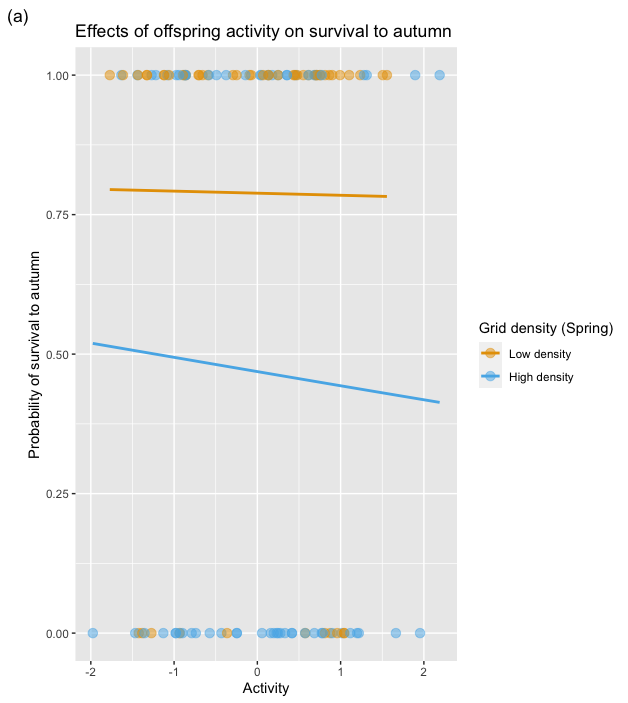 (a)
Effects of offspring activity on survival to autumn
1.00
0.75
0.50
0.25
0.00
Probability of survival to autumn
-2 -1 0 1 2
Activity
Grid density (Spring)
Low density
High density